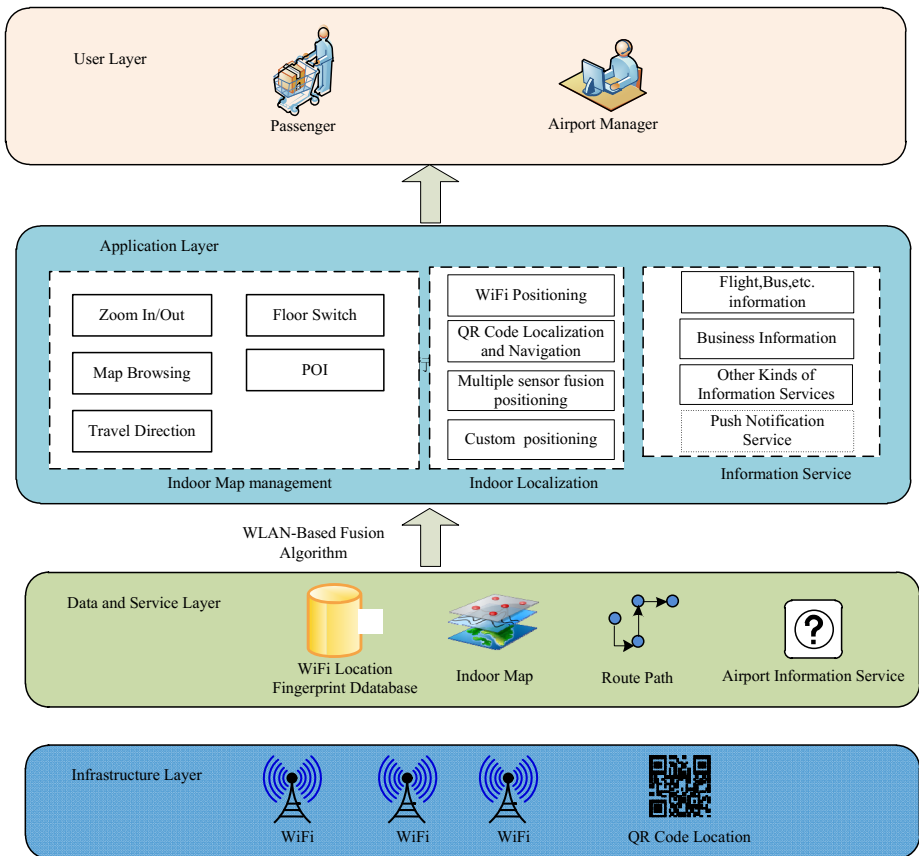 User Layer
Passenger
Airport Manager
Application Layer
Zoom In/Out
Floor Switch
Map Browsing
POI
Travel Direction
Indoor Map management
WiFi Positioning
QR Code Localization
and Navigation
Multiple sensor fusion
positioning
Custom positioning
Indoor Localization
Flight,Bus,etc.
information
Business Information
Other Kinds of
Information Services
Push Notification
Service
Information Service
WLAN-Based Fusion
Algorithm
Data and Service Layer
WiFi Location
Fingerprint Ddatabase
Indoor Map
Route Path
?
Airport Information Service
Infrastructure Layer
WiFi
WiFi
WiFi
QR Code Location